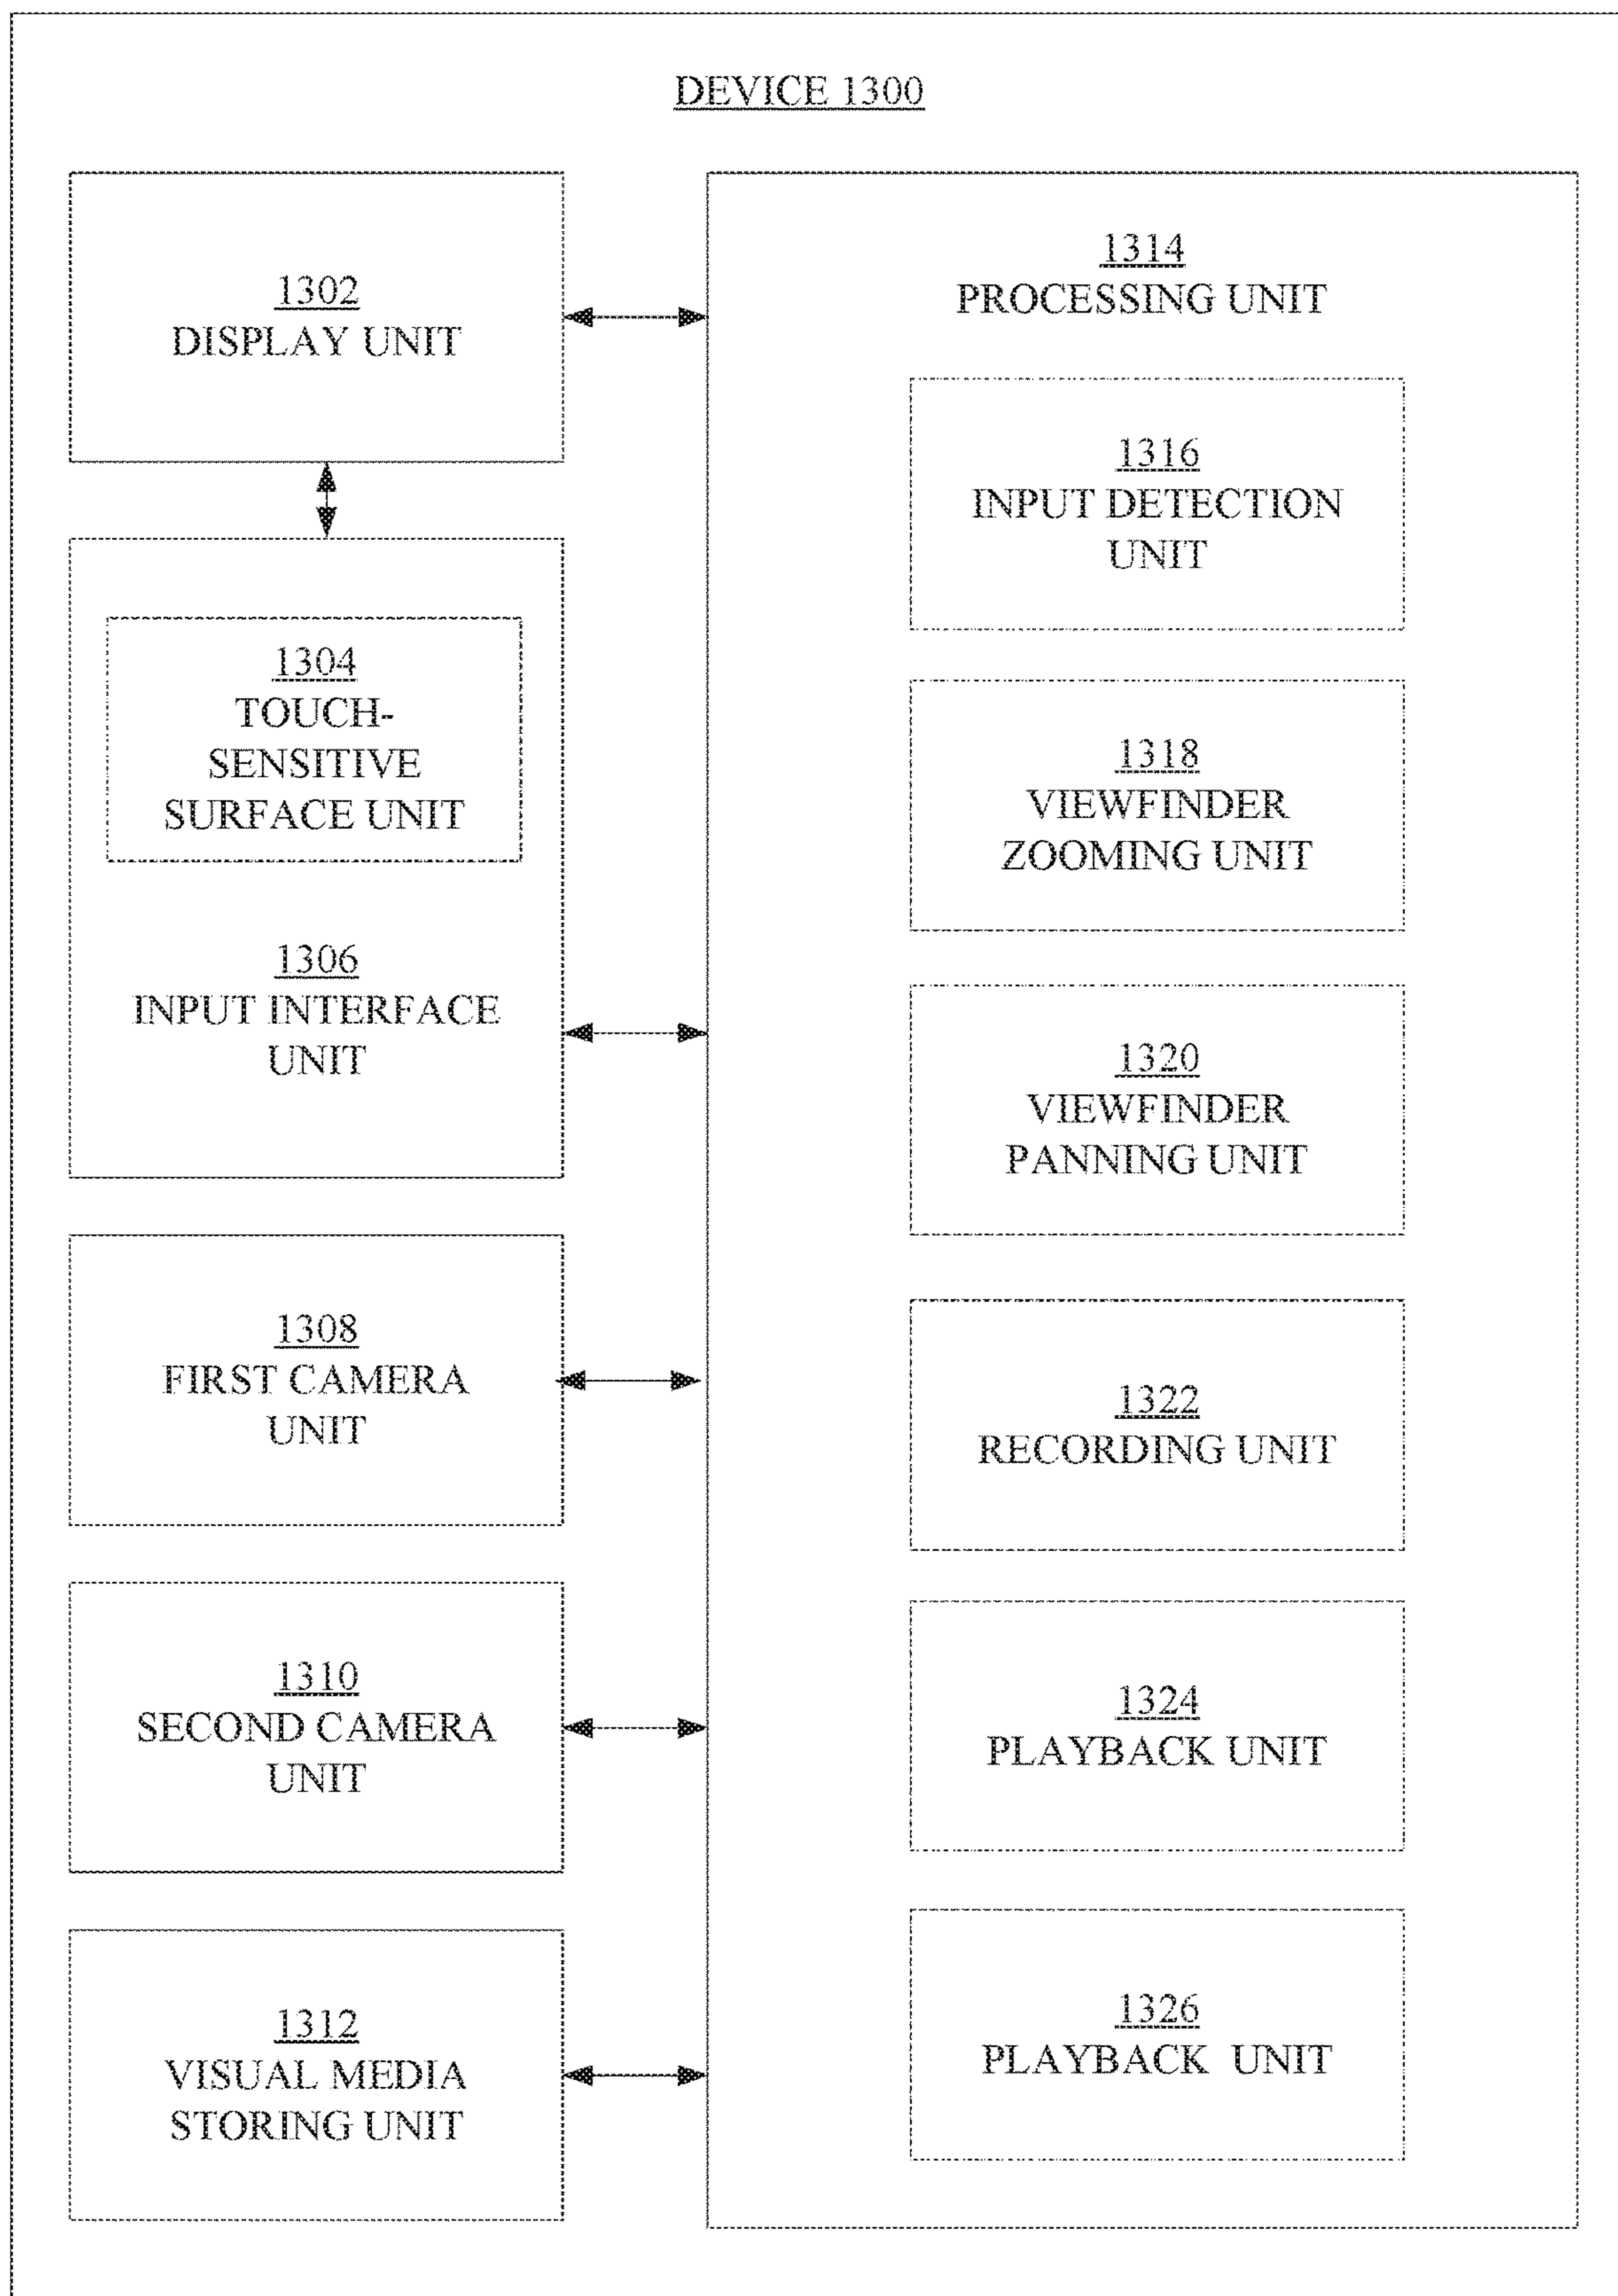 DEVICE 1300
1302
DISPLAY UNIT
1304
TOUCH-
SENSITIVE
SURFACE UNIT
1306
INPUT INTERFACE
UNIT
1308
FIRST CAMERA
UNIT
1310
SECOND CAMERA
UNIT
1312
VISUAL MEDIA
STORING UNIT
1314
PROCESSING UNIT
1316
INPUT DETECTION
UNIT
1318
VIEWFINDER
ZOOMING UNIT
1320
VIEWFINDER
PANNING UNIT
1322
RECORDING UNIT
1324
PLAYBACK UNIT
1326
PLAYBACK UNIT